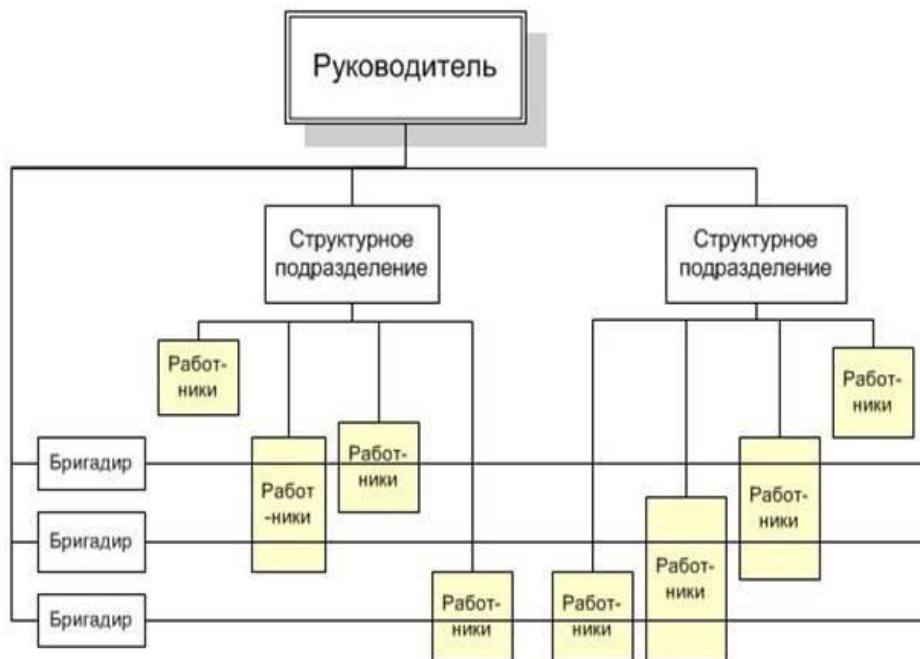 Руководитель
Структурное
подразделение
Структурное
подразделение
Работ-
ники
Работ-
ники
Бригадир
Работ
-ники
Работ-
ники
Работ-
ники
Бригадир
Работ-
ники
Бригадир
Работ-
ники
Работ-
ники